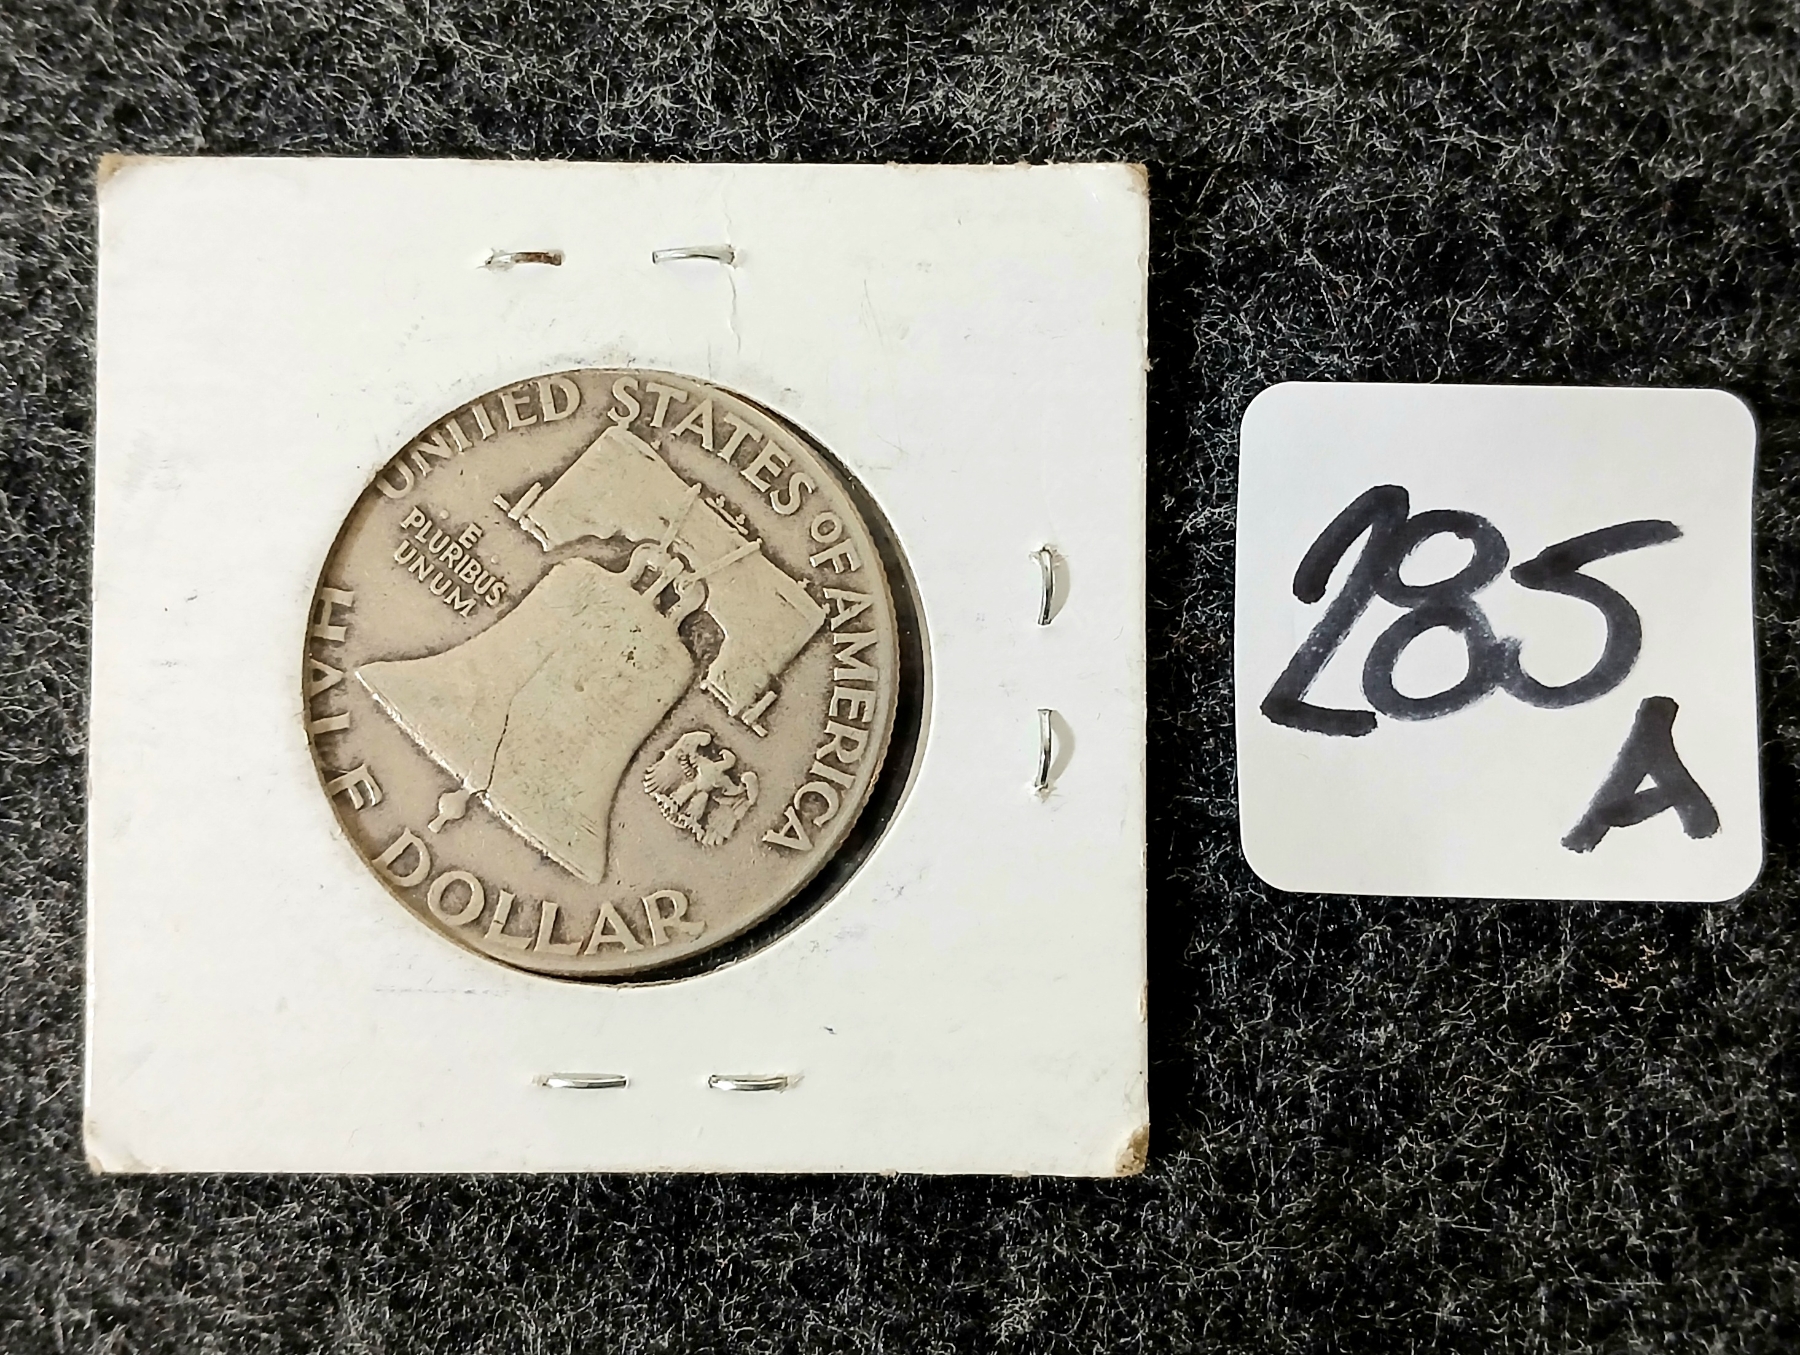 UNITED STATES OF AMERICA
E
PLURIBUS
UNUM
HALF DOLLAR
285
A